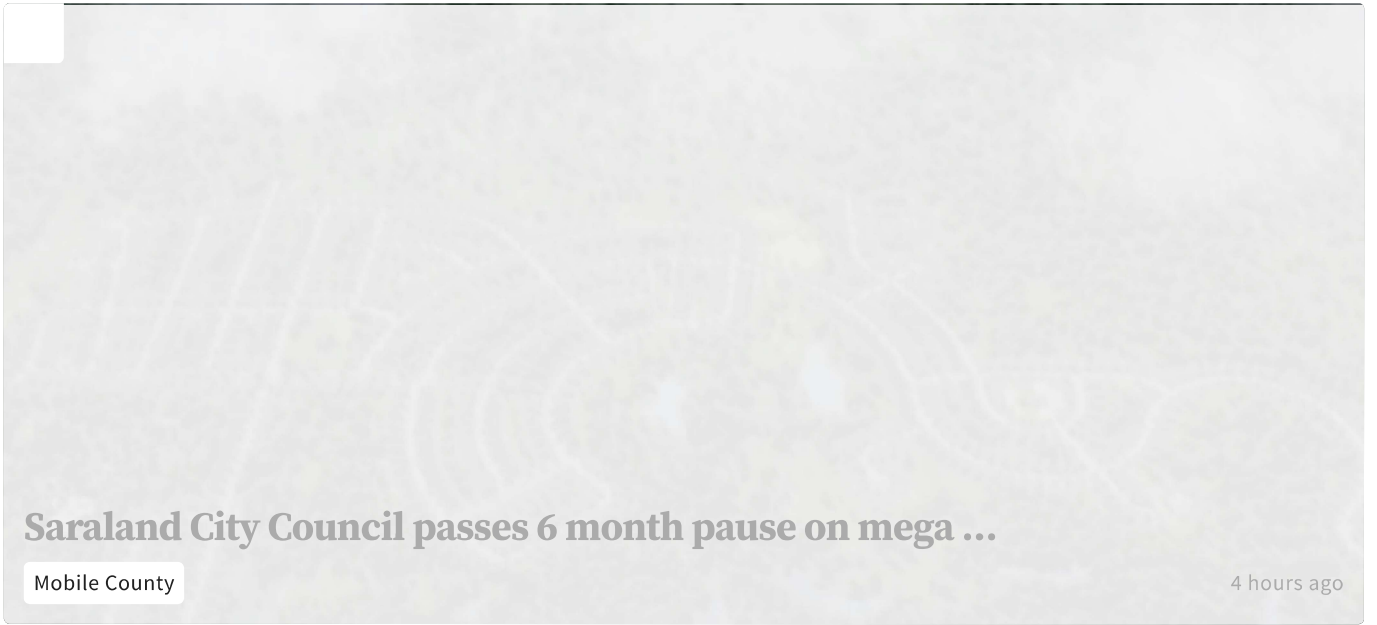 Saraland City Council passes 6 month pause on mega ...
Mobile County
4 hours ago